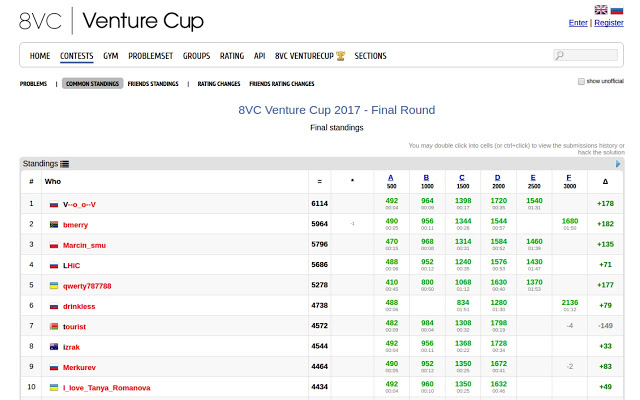 8VC | Venture Cup
Enter | Register
HOME CONTESTS GYM PROBLEMSET GROUPS RATING API 8VC VENTURECUP SECTIONS
PROBLEMS | COMMON STANDINGS FRIENDS STANDINGS | RATING CHANGES FRIENDS RATING CHANGES
show unofficial
8VC Venture Cup 2017 - Final Round
Final standings
You may double click into cells (or ctrl+click) to view the submissions history or
hack the solution
Standings
# Who = * A B C D E F Δ
500 1000 1500 2000 2500 3000
1 V--o_o--V 6114 492 964 1398 1720 1540 +178
00:04 00:09 00:17 00:35 01:31
2 bmerry 5964 -1 490 956 1344 1544 1680 +182
00:05 00:11 00:26 00:57 01:50
3 Marcin_smu 5796 470 968 1314 1584 1460 +135
00:15 00:08 00:31 00:52 01:39
4 LHiC 5686 488 952 1240 1576 1430 +71
00:06 00:12 00:36 00:53 01:47
5 qwerty787788 5278 410 800 1068 1630 1370 +177
00:45 00:50 01:12 00:40 01:53
6 drinkless 4738 488 834 1280 2136 +79
00:06 01:51 01:30 01:12
7 tourist 4572 482 984 1308 1798 -4 -149
00:09 00:04 00:32 00:19
8 izrak 4544 492 956 1368 1728 +33
00:04 00:11 00:22 00:34
9 Merkurev 4464 490 952 1350 1672 -2 +83
00:05 00:12 00:26 00:41
10 I_love_Tanya_Romanova 4434 492 960 1350 1632 +49
00:04 00:10 00:25 00:46